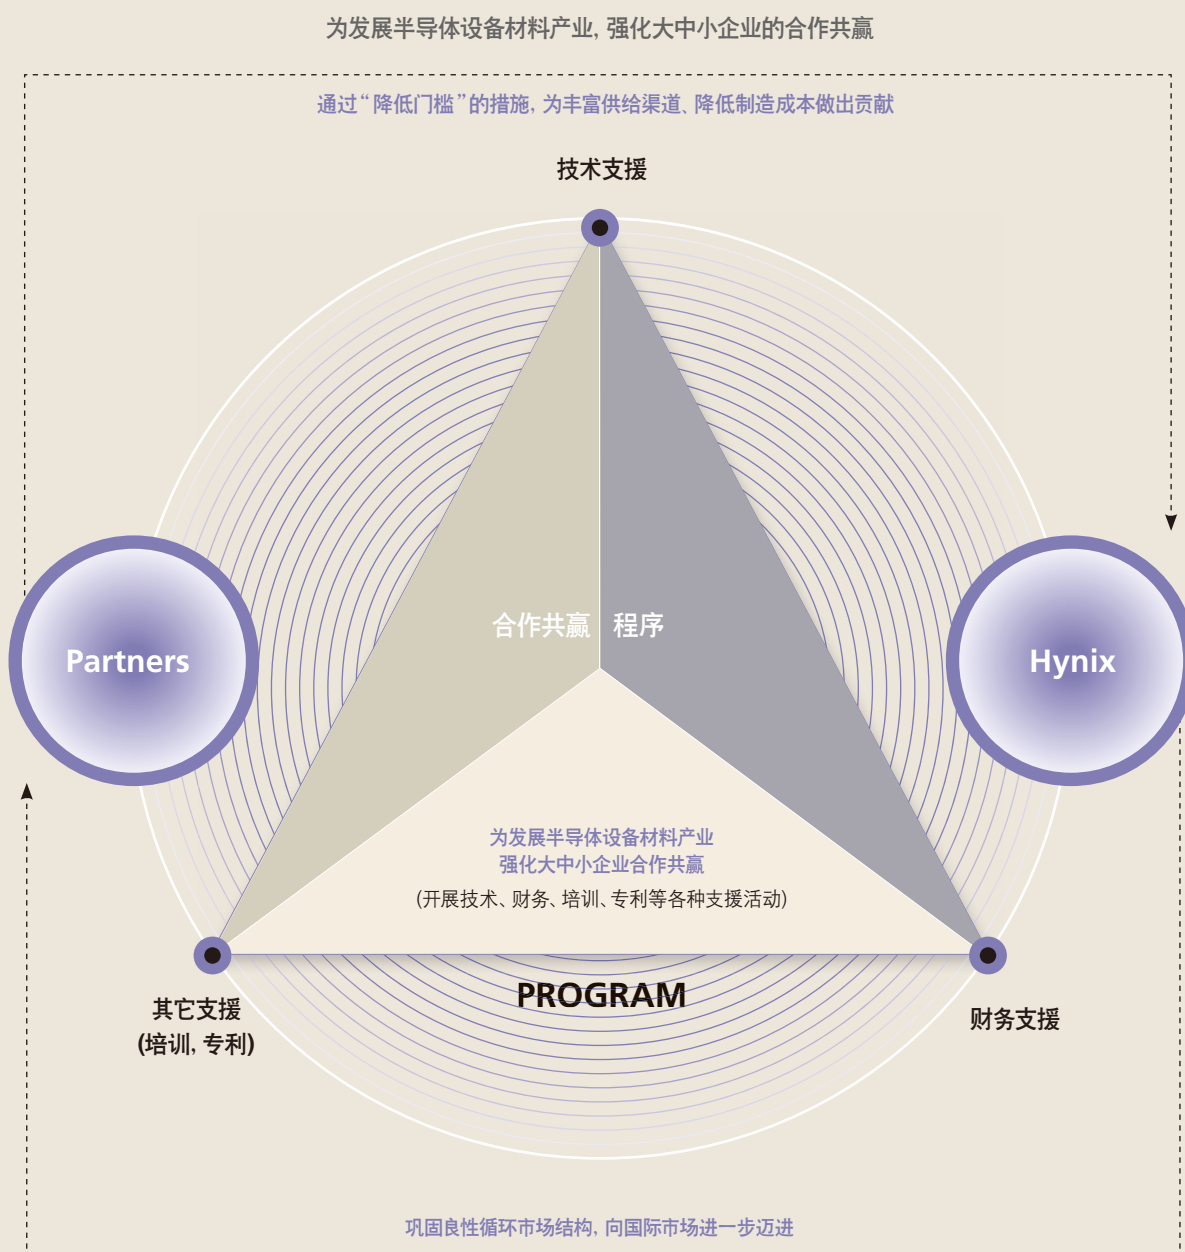 为发展半导体设备材料产业, 强化大中小企业的合作共赢
通过“降低门槛”的措施, 为丰富供给渠道、降低制造成本做出贡献
技术支援
合作共赢 程序
Partners
Hynix
为发展半导体设备材料产业
强化大中小企业合作共赢
(开展技术、财务、培训、专利等各种支援活动)
PROGRAM
其它支援
(培训, 专利)
财务支援
巩固良性循环市场结构, 向国际市场进一步迈进